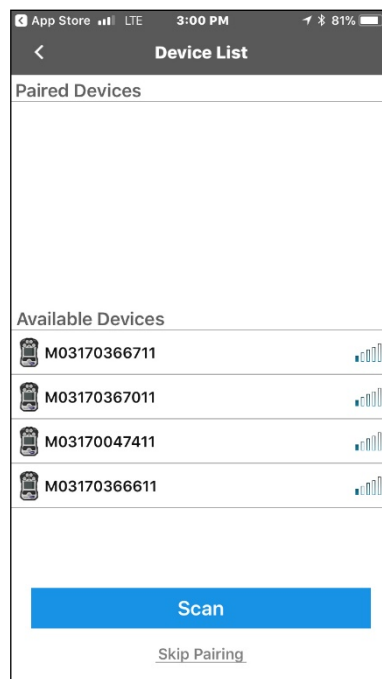 App Store LTE 3:00 PM 81%
Device List
Paired Devices
Available Devices
M03170366711
M03170367011
M03170047411
M03170366611
Scan
Skip Pairing